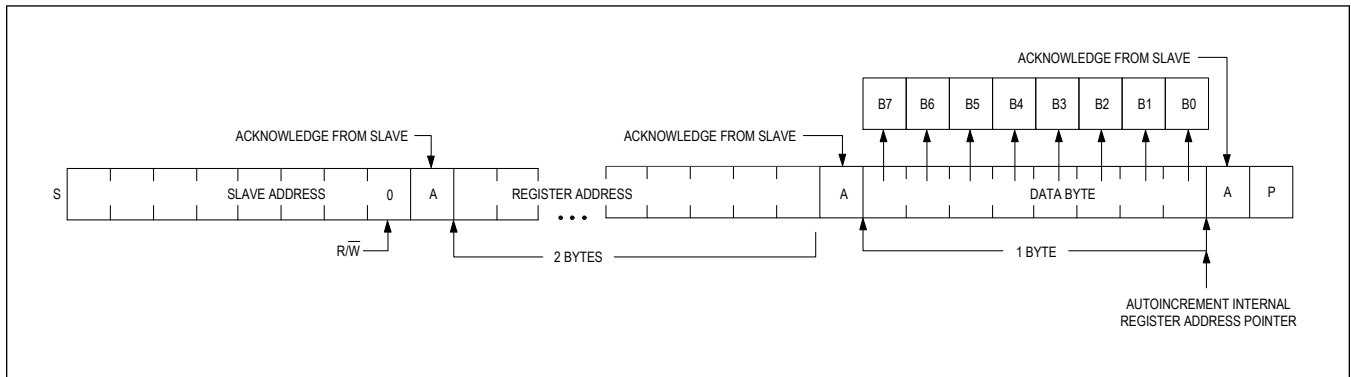 ACKNOWLEDGE FROM SLAVE
B7 B6 B5 B4 B3 B2 B1 B0
ACKNOWLEDGE FROM SLAVE ACKNOWLEDGE FROM SLAVE
S SLAVE ADDRESS 0 A REGISTER ADDRESS A DATA BYTE A P
R/W̅ 2 BYTES 1 BYTE
AUTOINCREMENT INTERNAL
REGISTER ADDRESS POINTER